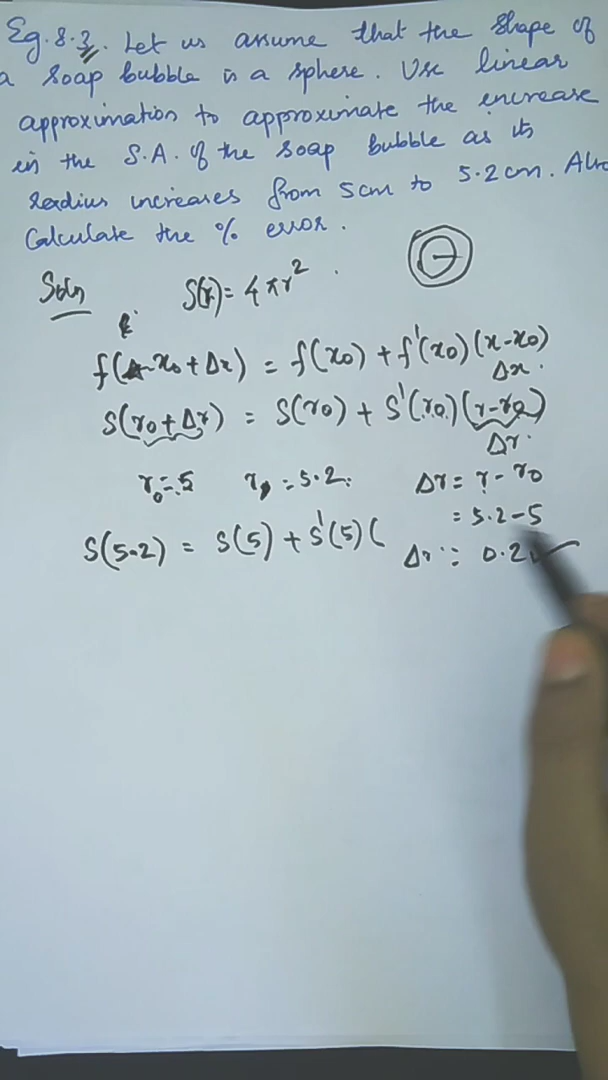 Eg. 8.3. Let us assume that the shape of
a soap bubble is a sphere. Use linear
approximation to approximate the increase
in the S.A. of the soap bubble as its
radius increases from 5cm to 5.2cm. Also
Calculate the % error.
Soln S(r) = 4πr²
f(x₀ + Δx) = f(x₀) + f'(x₀)(x-x₀)
Δx.
S(r₀+Δr) = S(r₀) + S'(r₀)(r-r₀)
Δr.
r₀ = 5 r = 5.2. Δr = r - r₀
= 5.2 - 5
S(5.2) = S(5) + S'(5)( Δr = 0.2